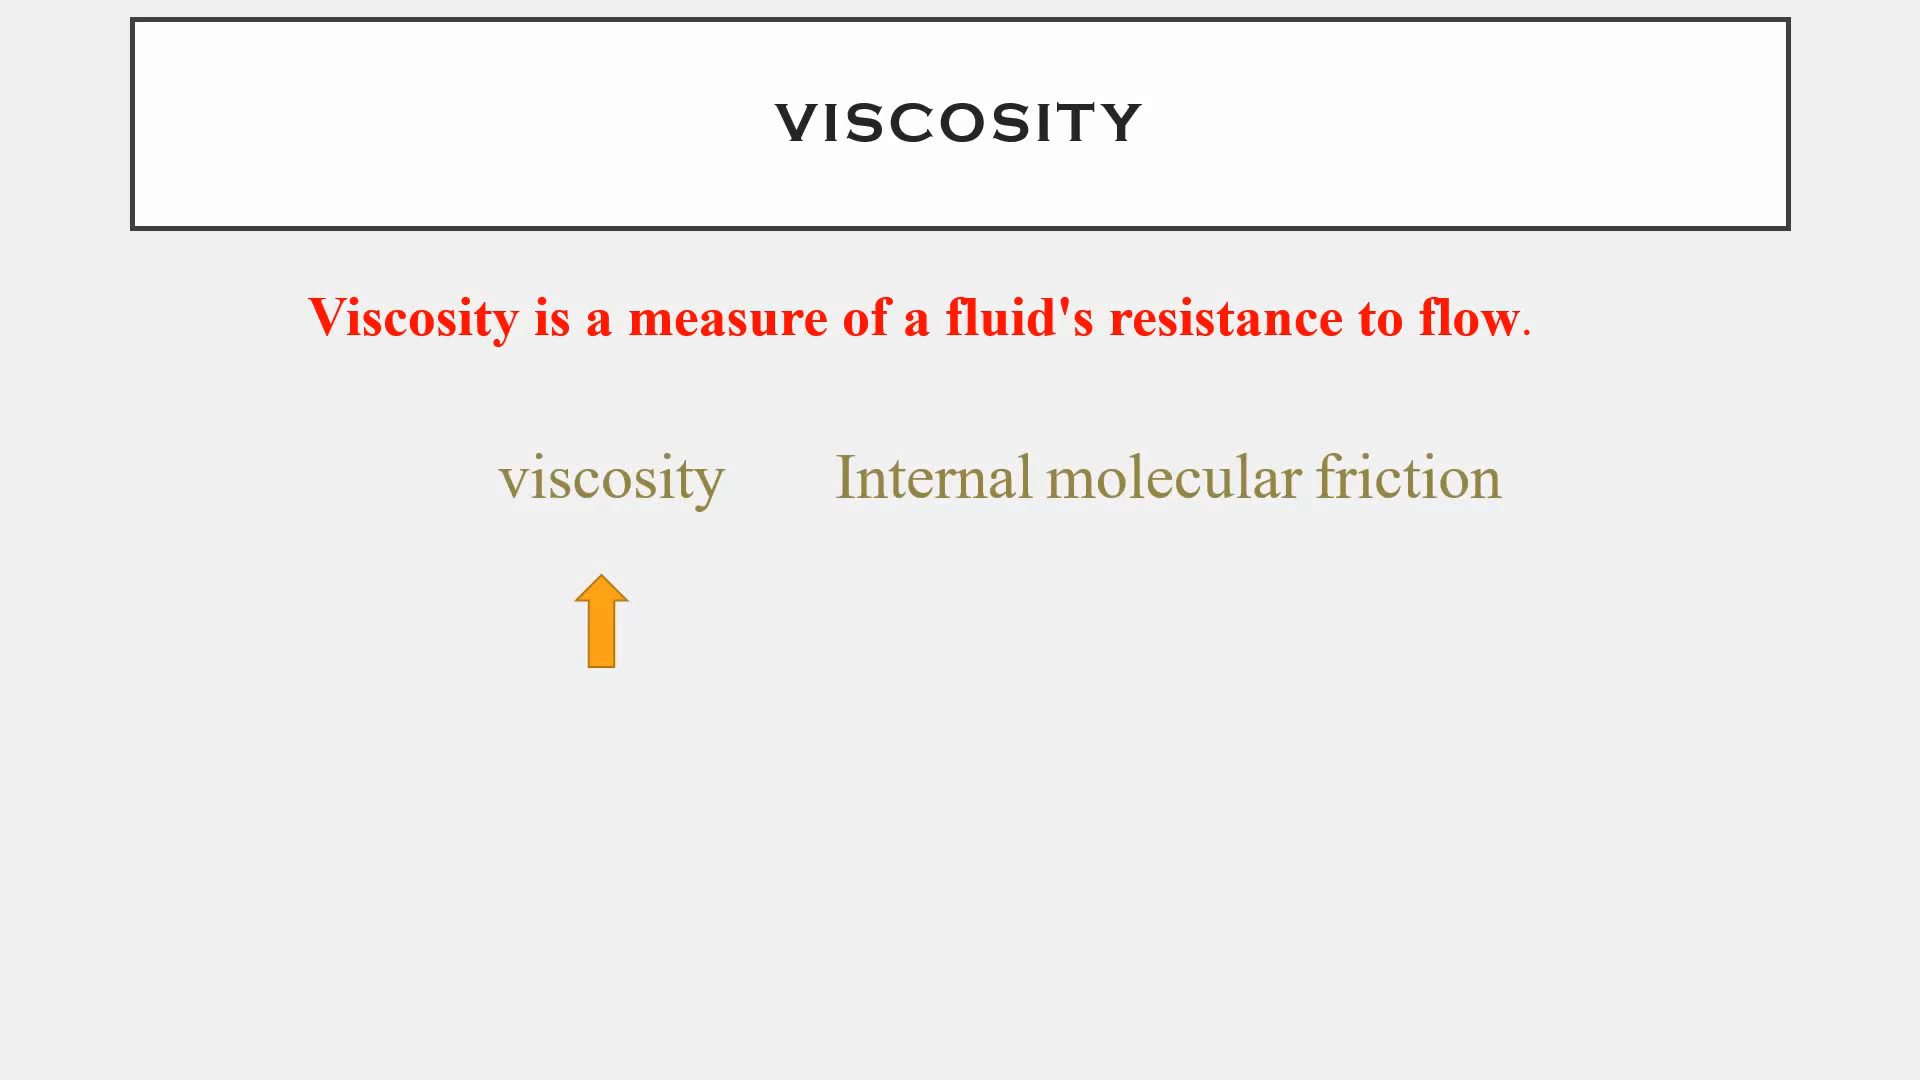 VISCOSITY
Viscosity is a measure of a fluid's resistance to flow.
viscosity Internal molecular friction